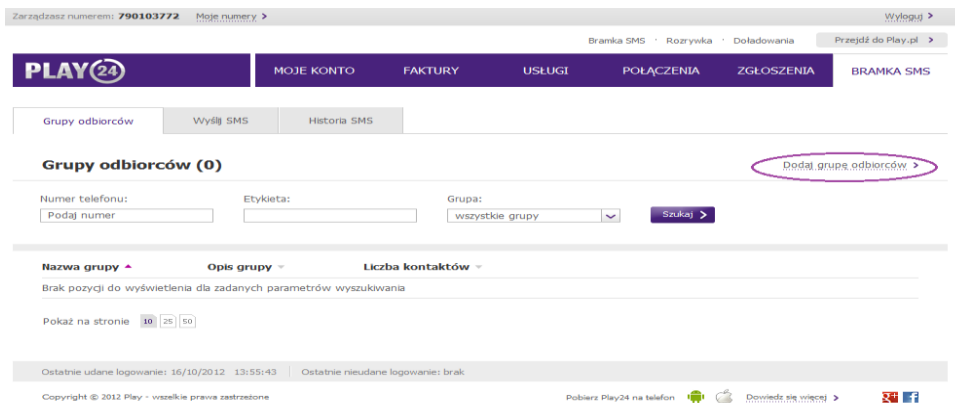 Zarządzasz numerem: 790103772 Moje numery > Wyloguj >
Bramka SMS · Rozrywka · Doładowania Przejdź do Play.pl >
PLAY 24 MOJE KONTO FAKTURY USŁUGI POŁĄCZENIA ZGŁOSZENIA BRAMKA SMS
Grupy odbiorców Wyślij SMS Historia SMS
Grupy odbiorców (0) Dodaj grupę odbiorców >
Numer telefonu: Etykieta: Grupa:
Podaj numer wszystkie grupy Szukaj >
Nazwa grupy Opis grupy Liczba kontaktów
Brak pozycji do wyświetlenia dla zadanych parametrów wyszukiwania
Pokaż na stronie 10 25 50
Ostatnie udane logowanie: 16/10/2012 13:55:43 Ostatnie nieudane logowanie: brak
Copyright © 2012 Play - wszelkie prawa zastrzeżone Pobierz Play24 na telefon Dowiedz się więcej > g+ f